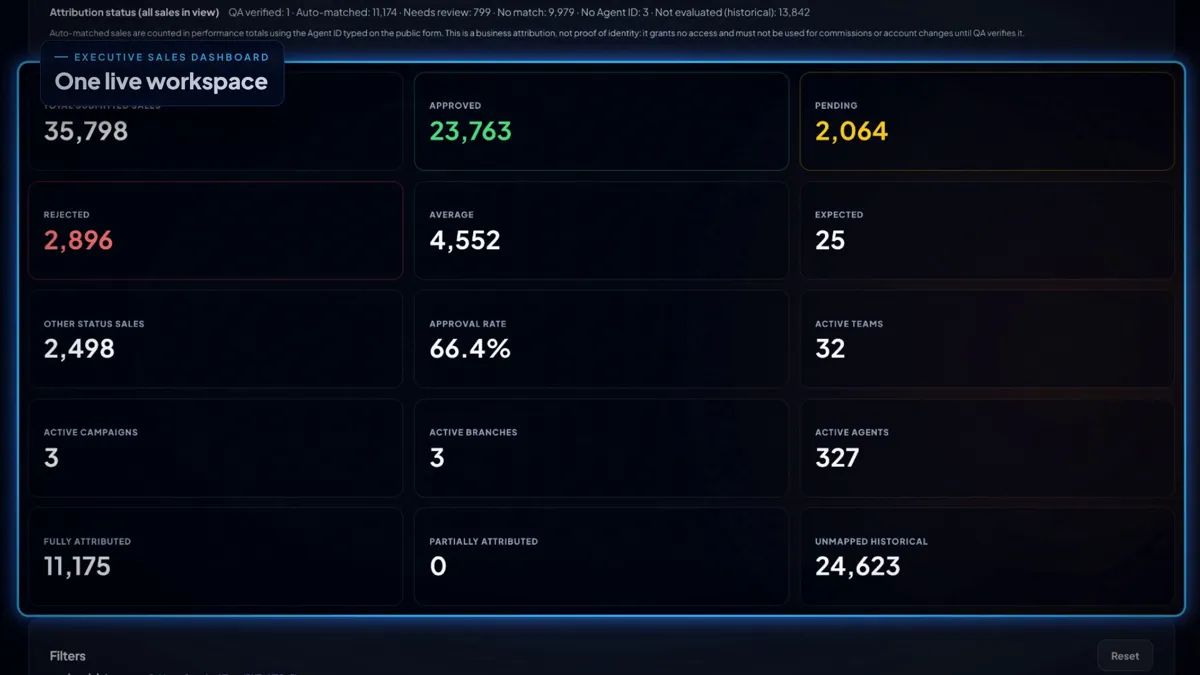 Attribution status (all sales in view) QA verified: 1 · Auto-matched: 11,174 · Needs review: 799 · No match: 9,979 · No Agent ID: 3 · Not evaluated (historical): 13,842
Auto-matched sales are counted in performance totals using the Agent ID typed on the public form. This is a business attribution, not proof of identity: it grants no access and must not be used for commissions or account changes until QA verifies it.
— EXECUTIVE SALES DASHBOARD
One live workspace
TOTAL SUBMITTED SALES
35,798
APPROVED
23,763
PENDING
2,064
REJECTED
2,896
AVERAGE
4,552
EXPECTED
25
OTHER STATUS SALES
2,498
APPROVAL RATE
66.4%
ACTIVE TEAMS
32
ACTIVE CAMPAIGNS
3
ACTIVE BRANCHES
3
ACTIVE AGENTS
327
FULLY ATTRIBUTED
11,175
PARTIALLY ATTRIBUTED
0
UNMAPPED HISTORICAL
24,623
Filters
Reset